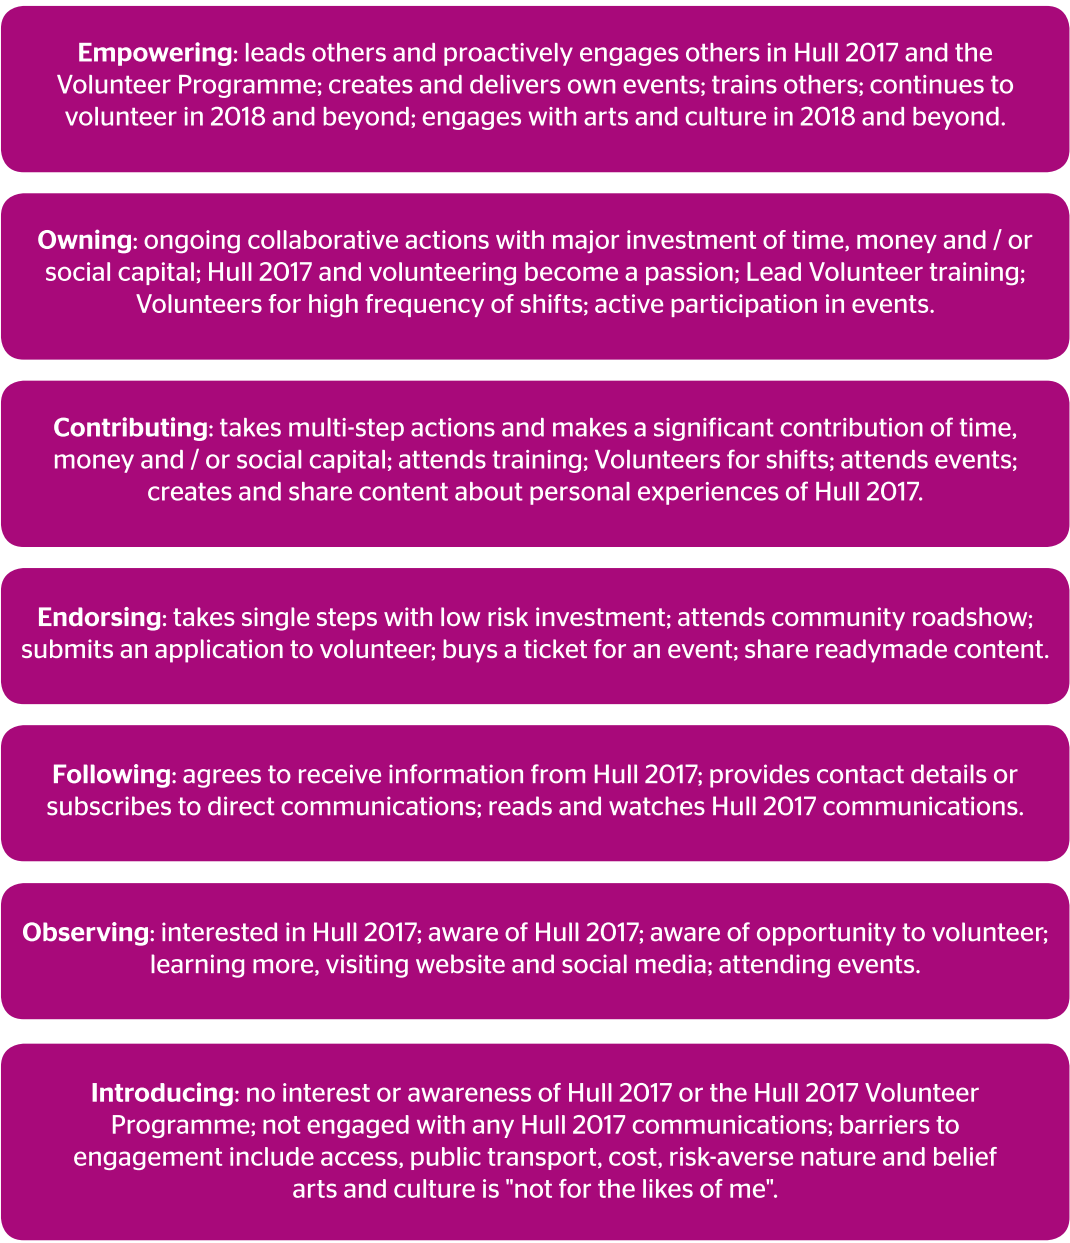 Empowering: leads others and proactively engages others in Hull 2017 and the
Volunteer Programme; creates and delivers own events; trains others; continues to
volunteer in 2018 and beyond; engages with arts and culture in 2018 and beyond.
Owning: ongoing collaborative actions with major investment of time, money and / or
social capital; Hull 2017 and volunteering become a passion; Lead Volunteer training;
Volunteers for high frequency of shifts; active participation in events.
Contributing: takes multi-step actions and makes a significant contribution of time,
money and / or social capital; attends training; Volunteers for shifts; attends events;
creates and share content about personal experiences of Hull 2017.
Endorsing: takes single steps with low risk investment; attends community roadshow;
submits an application to volunteer; buys a ticket for an event; share readymade content.
Following: agrees to receive information from Hull 2017; provides contact details or
subscribes to direct communications; reads and watches Hull 2017 communications.
Observing: interested in Hull 2017; aware of Hull 2017; aware of opportunity to volunteer;
learning more, visiting website and social media; attending events.
Introducing: no interest or awareness of Hull 2017 or the Hull 2017 Volunteer
Programme; not engaged with any Hull 2017 communications; barriers to
engagement include access, public transport, cost, risk-averse nature and belief
arts and culture is "not for the likes of me".